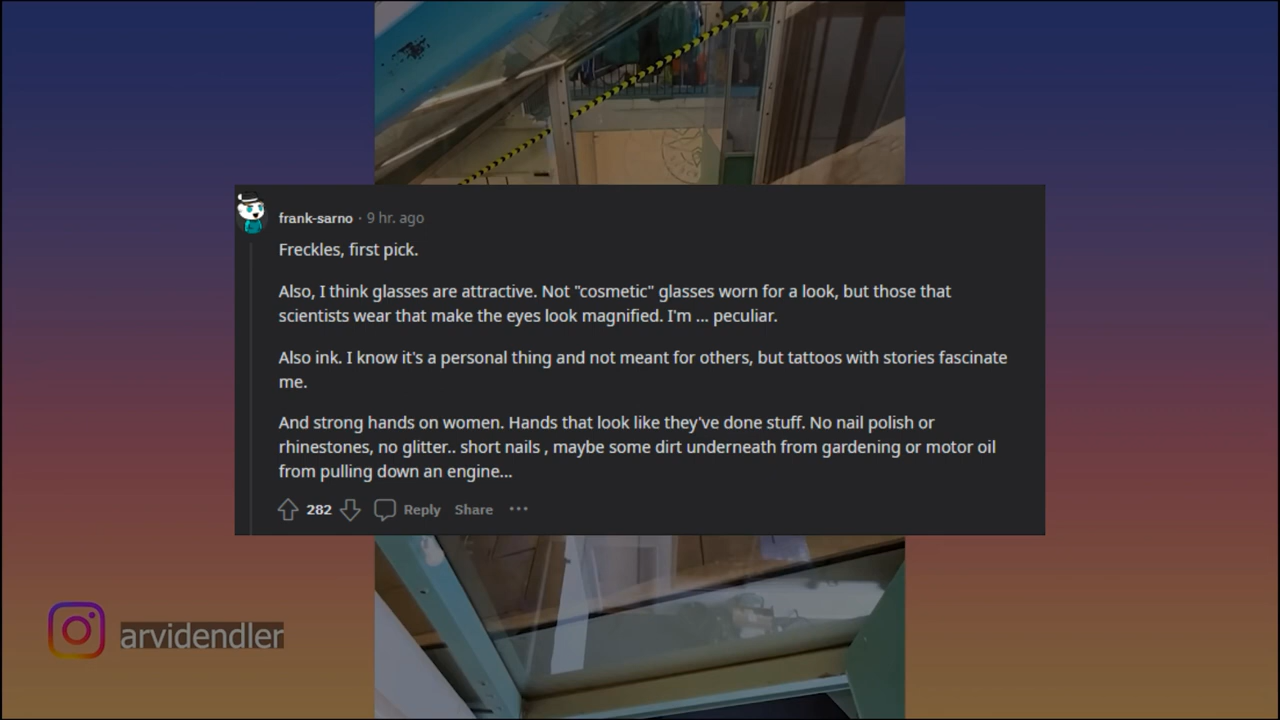 frank-sarno · 9 hr. ago
Freckles, first pick.
Also, I think glasses are attractive. Not "cosmetic" glasses worn for a look, but those that
scientists wear that make the eyes look magnified. I'm ... peculiar.
Also ink. I know it's a personal thing and not meant for others, but tattoos with stories fascinate
me.
And strong hands on women. Hands that look like they've done stuff. No nail polish or
rhinestones, no glitter.. short nails , maybe some dirt underneath from gardening or motor oil
from pulling down an engine...
282 Reply Share ···
arvidendler